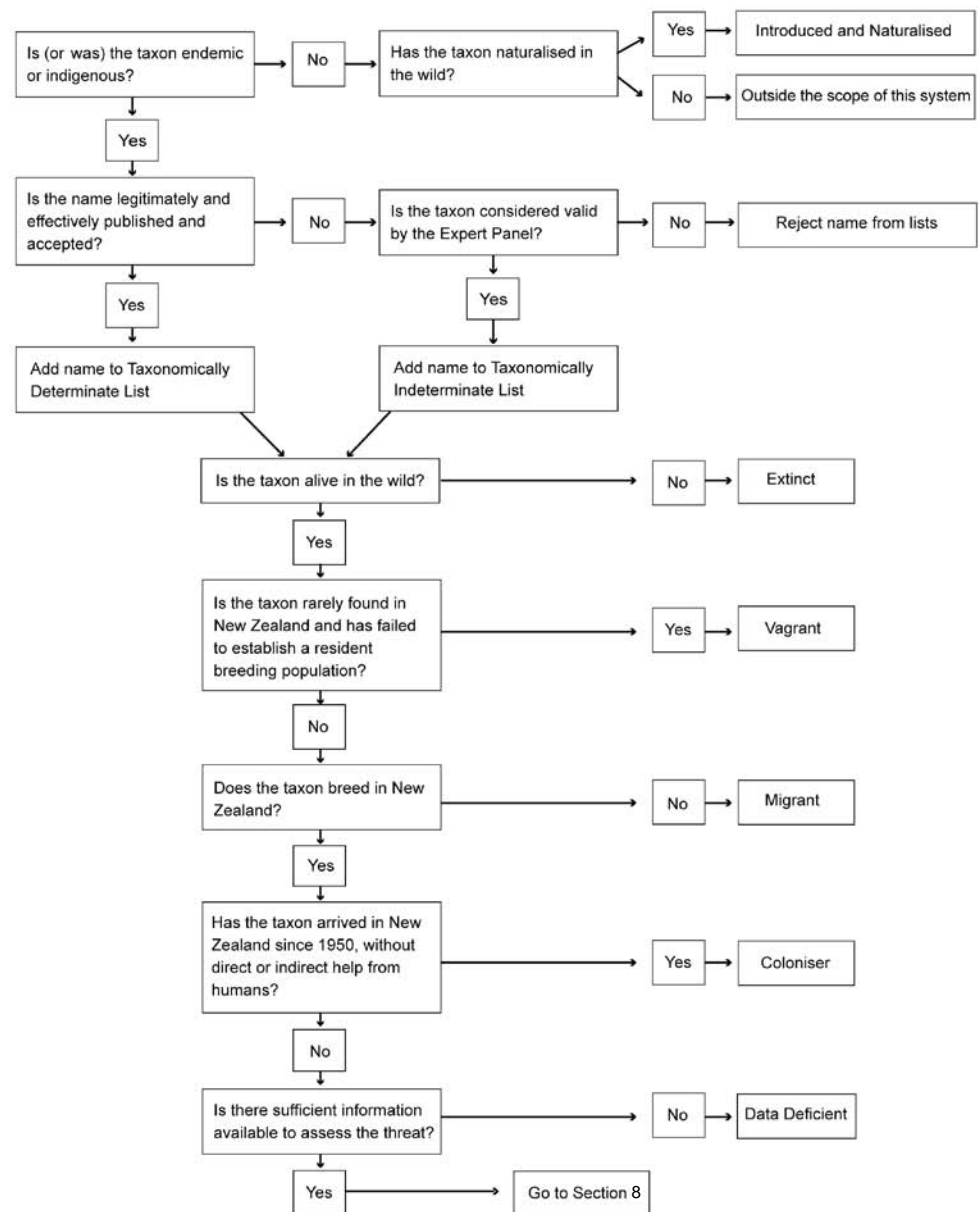 Is (or was) the taxon endemic
or indigenous?
No
Has the taxon naturalised in
the wild?
Yes
Introduced and Naturalised
No
Outside the scope of this system
Yes
Is the name legitimately and
effectively published and
accepted?
No
Is the taxon considered valid
by the Expert Panel?
No
Reject name from lists
Yes
Yes
Add name to Taxonomically
Determinate List
Add name to Taxonomically
Indeterminate List
Is the taxon alive in the wild?
No
Extinct
Yes
Is the taxon rarely found in
New Zealand and has failed
to establish a resident
breeding population?
Yes
Vagrant
No
Does the taxon breed in New
Zealand?
No
Migrant
Yes
Has the taxon arrived in New
Zealand since 1950, without
direct or indirect help from
humans?
Yes
Coloniser
No
Is there sufficient information
available to assess the threat?
No
Data Deficient
Yes
Go to Section 8